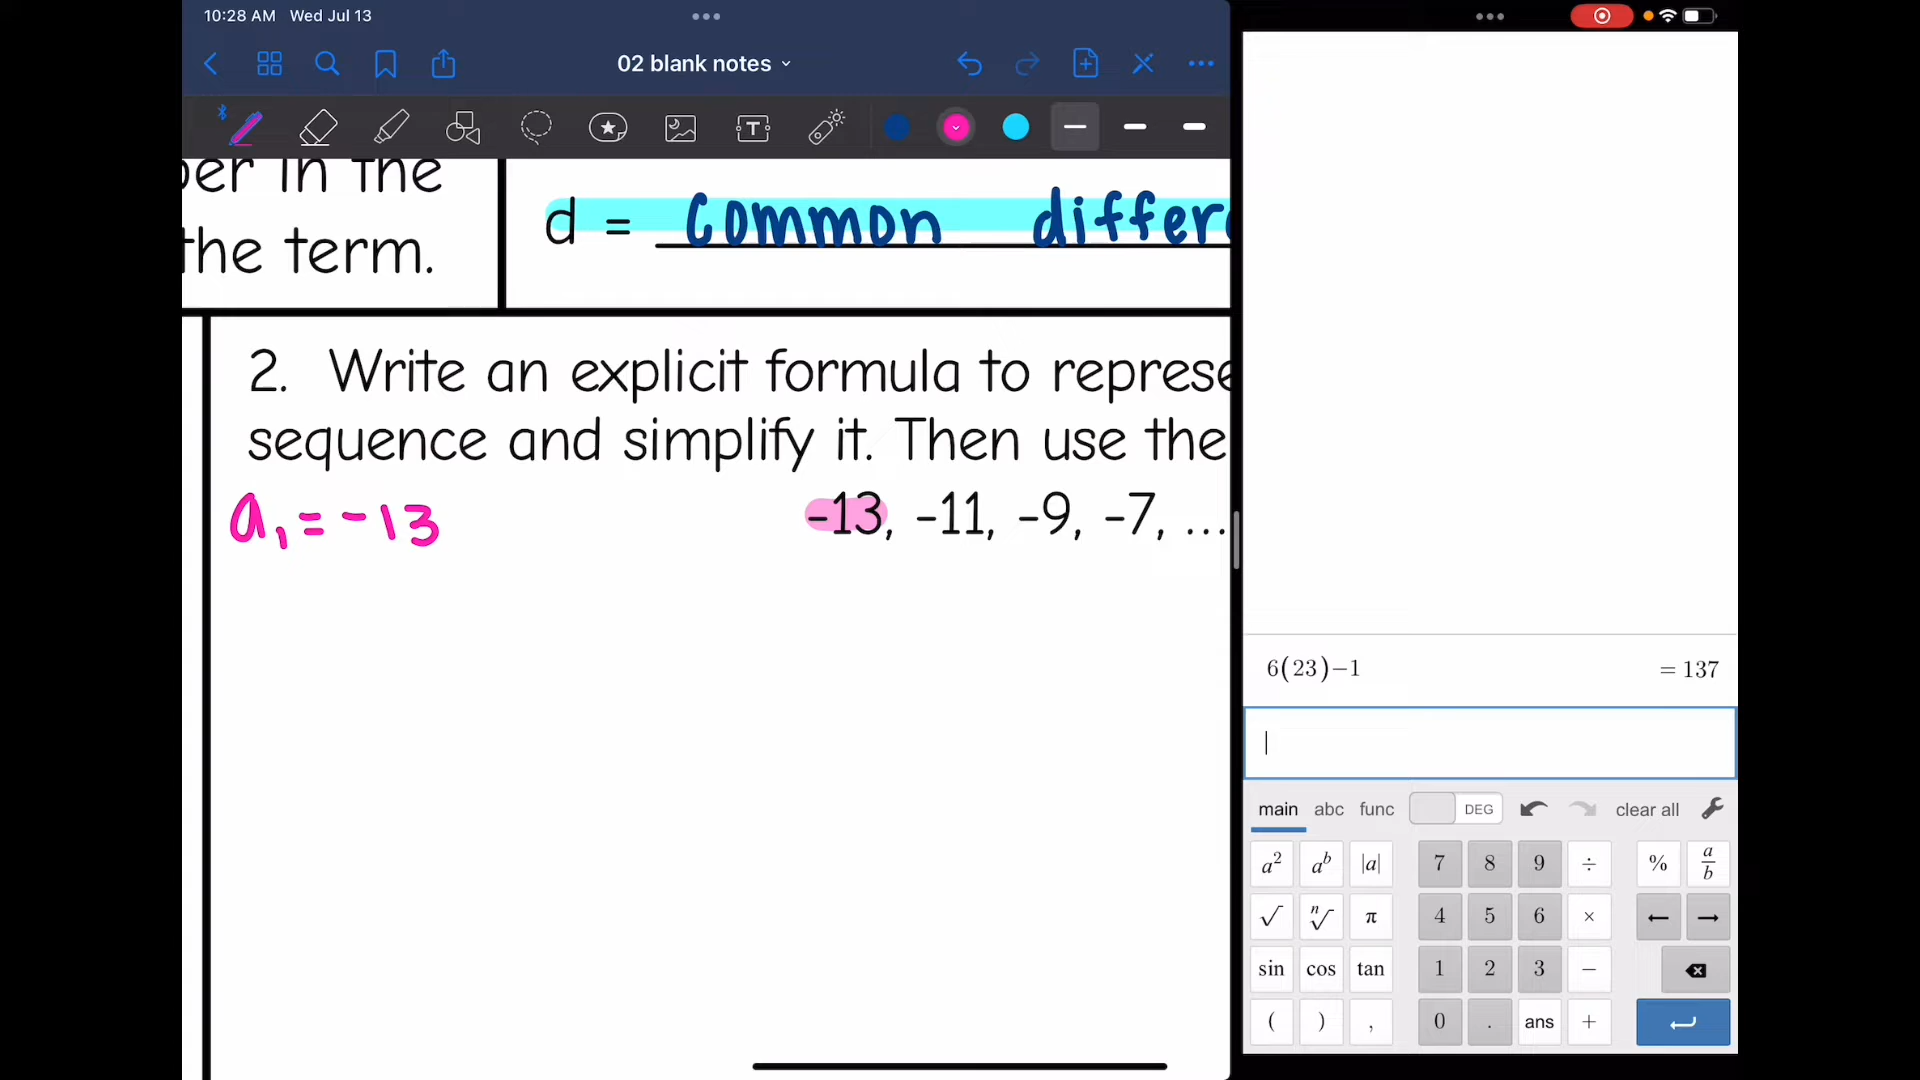 10:28 AM Wed Jul 13
02 blank notes
T
in the
the term.
d = common
2. Write an explicit formula to
sequence and simplify it. Then use the
a₁ = -13
-13, -11, -9, -7, ...
6(23)−1 = 137
main abc func DEG clear all
a² aᵇ |a| 7 8 9 ÷ % a/b
√ ⁿ√ π 4 5 6 × ← →
sin cos tan 1 2 3 −
( ) , 0 . ans +